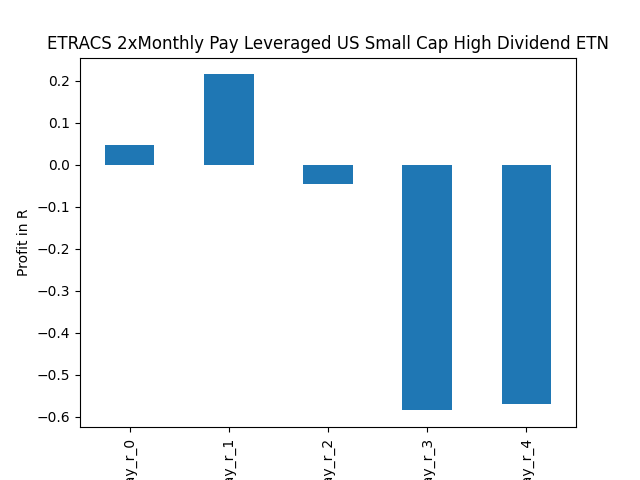 ETRACS 2xMonthly Pay Leveraged US Small Cap High Dividend ETN
Profit in R
0.2
0.1
0.0
−0.1
−0.2
−0.3
−0.4
−0.5
−0.6
ay_r_0
ay_r_1
ay_r_2
ay_r_3
ay_r_4